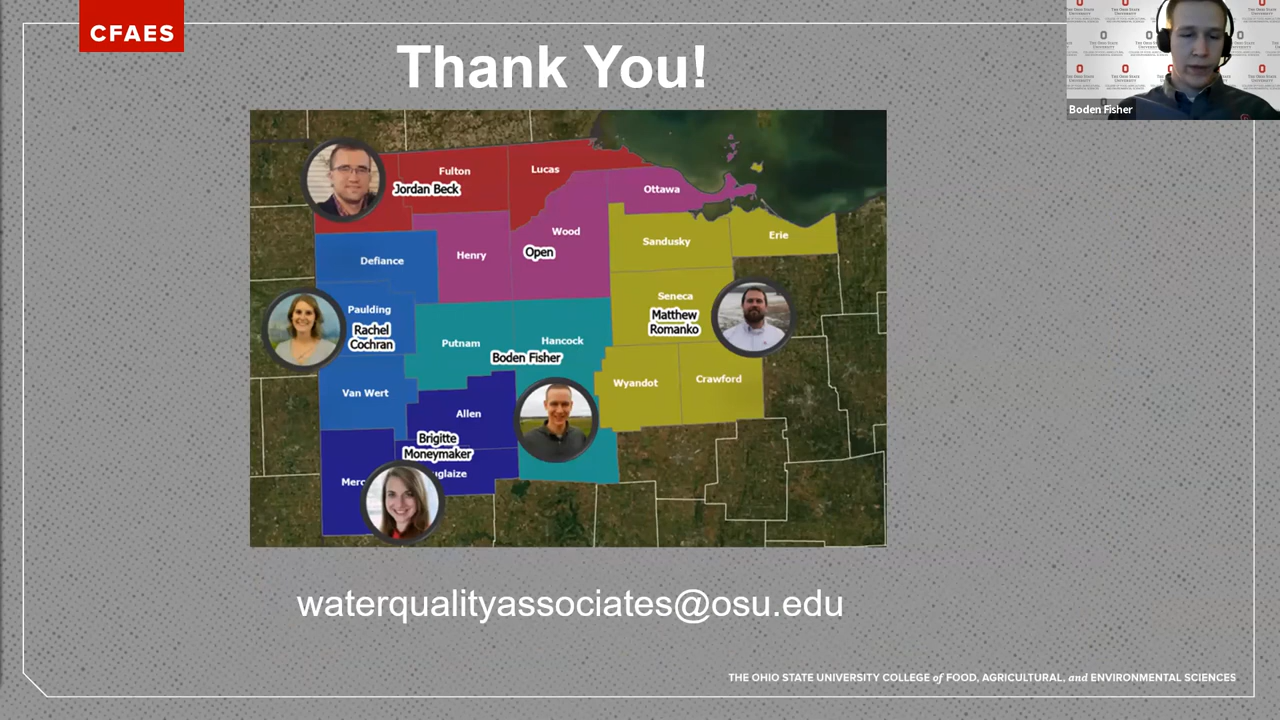 CFAES
Thank You!
Boden Fisher
Fulton
Lucas
Jordan Beck
Ottawa
Wood
Sandusky
Erie
Henry
Open
Defiance
Seneca
Paulding
Matthew
Romanko
Rachel
Cochran
Putnam
Hancock
Boden Fisher
Wyandot
Crawford
Van Wert
Allen
Brigitte
Moneymaker
uglaize
Merc
waterqualityassociates@osu.edu
THE OHIO STATE UNIVERSITY COLLEGE of FOOD, AGRICULTURAL, and ENVIRONMENTAL SCIENCES